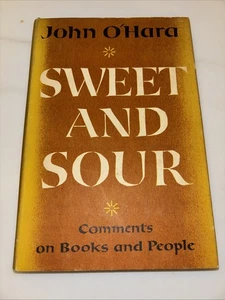 John O'Hara
SWEET
AND
SOUR
Comments
on Books and People